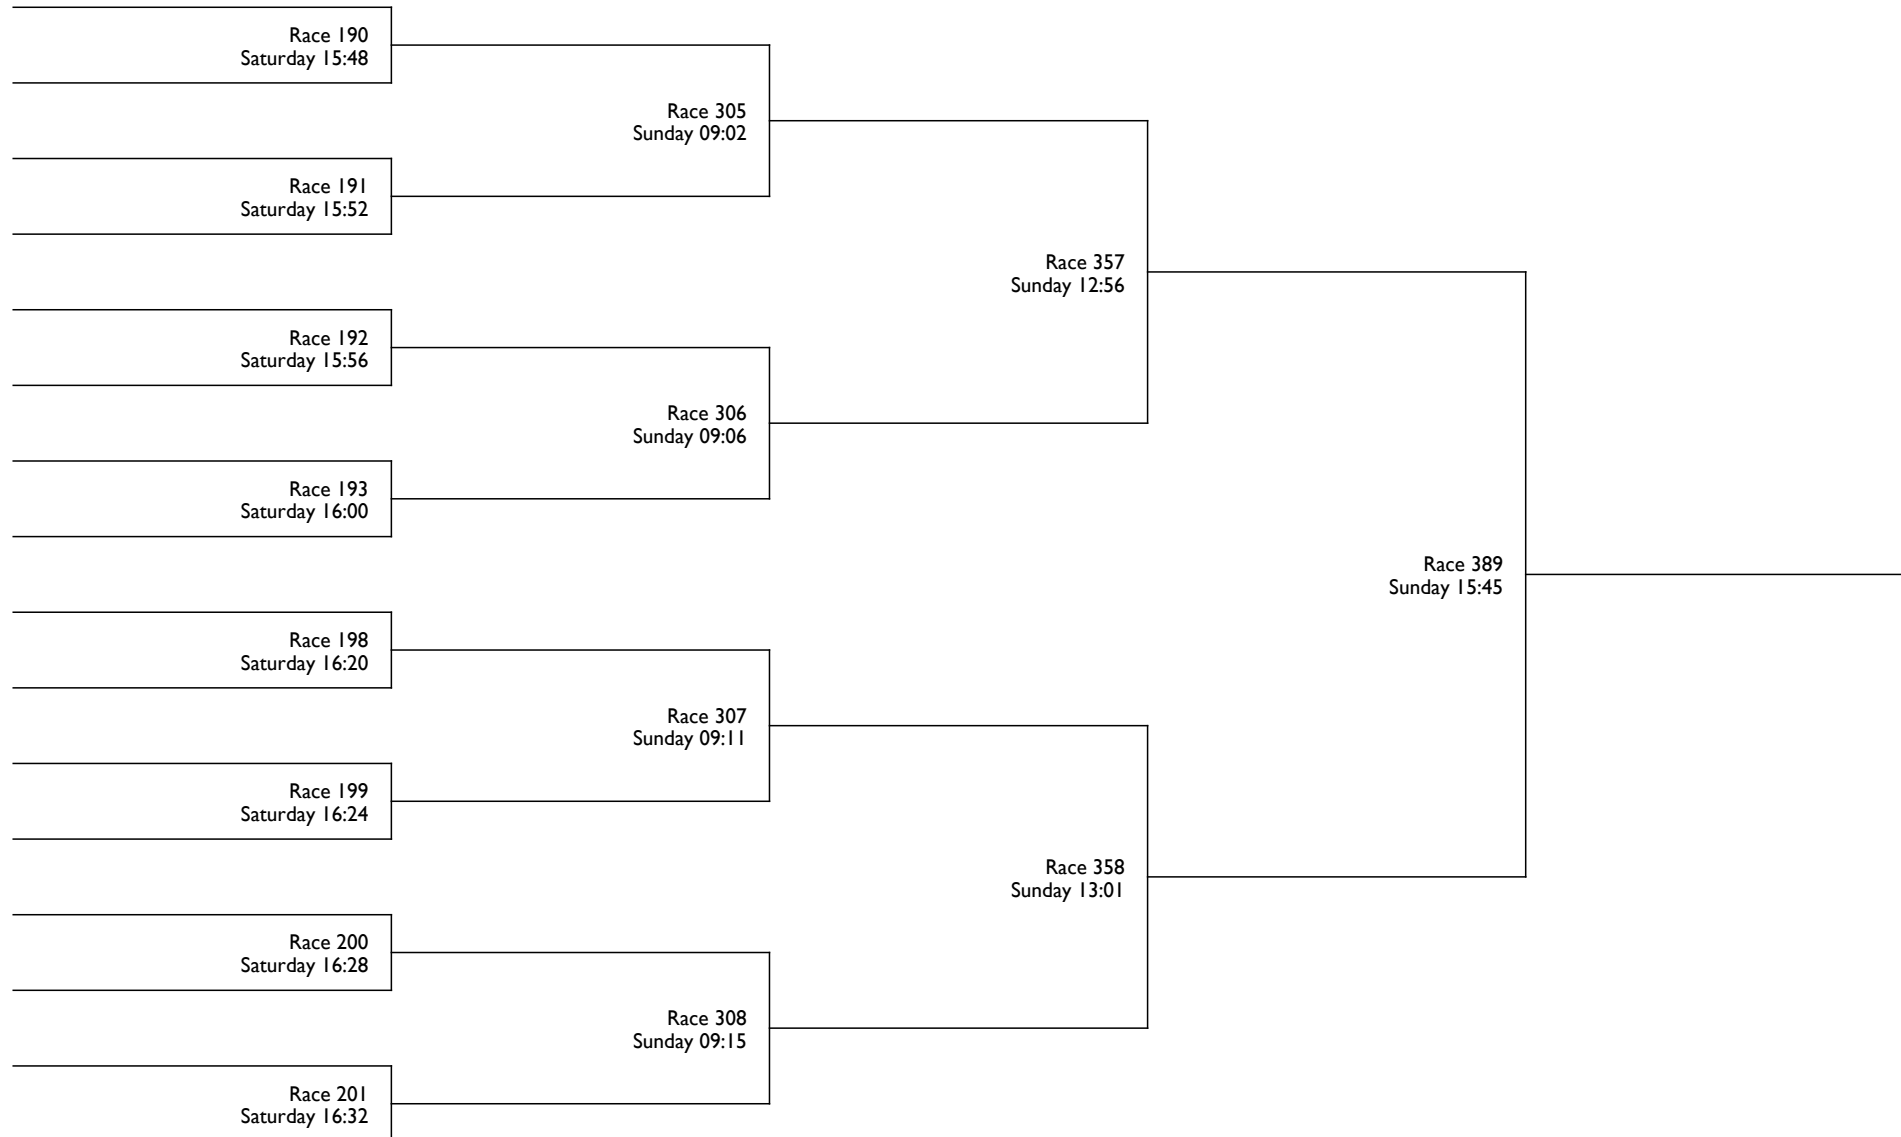 Race 190
Saturday 15:48
Race 305
Sunday 09:02
Race 191
Saturday 15:52
Race 357
Sunday 12:56
Race 192
Saturday 15:56
Race 306
Sunday 09:06
Race 193
Saturday 16:00
Race 389
Sunday 15:45
Race 198
Saturday 16:20
Race 307
Sunday 09:11
Race 199
Saturday 16:24
Race 358
Sunday 13:01
Race 200
Saturday 16:28
Race 308
Sunday 09:15
Race 201
Saturday 16:32